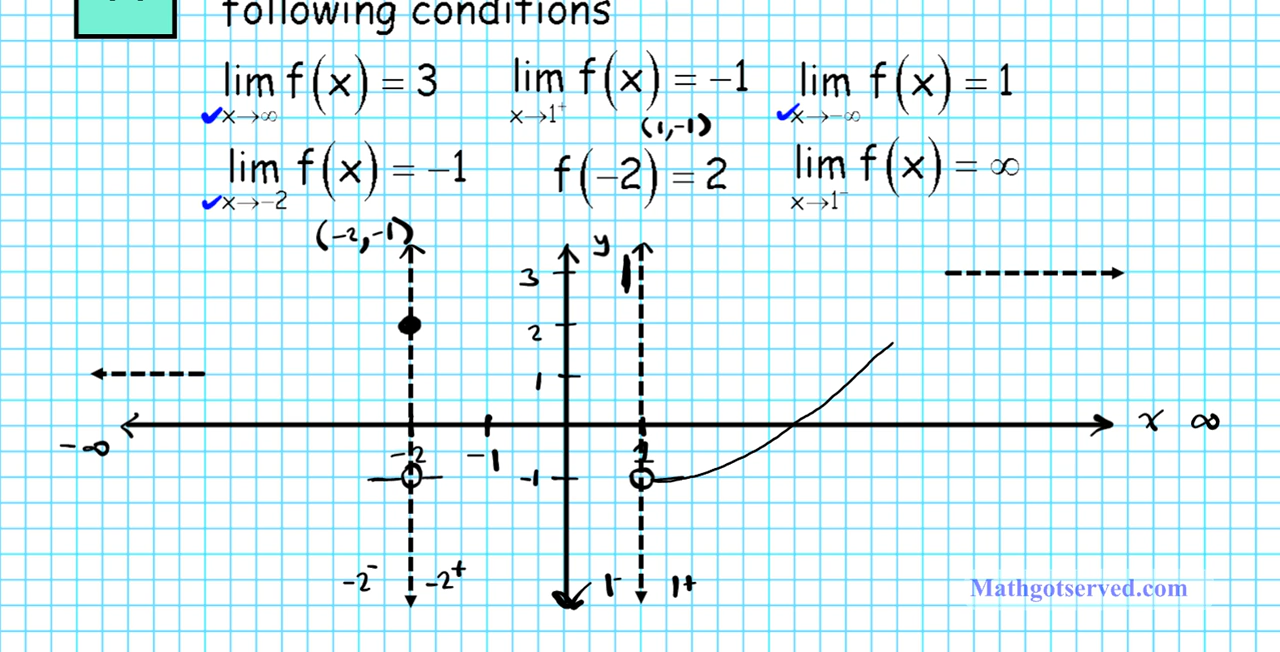 following conditions
lim f(x) = 3 lim f(x) = -1 lim f(x) = 1
✓x→∞ x→1⁺ ✓x→-∞
(1,-1)
lim f(x) = -1 f(-2) = 2 lim f(x) = ∞
✓x→-2 x→1⁻
(-2,-1) y
3
2
1
-∞ x ∞
-2 -1 1
-1
-2⁻ -2⁺ 1⁻ 1+
Mathgotserved.com